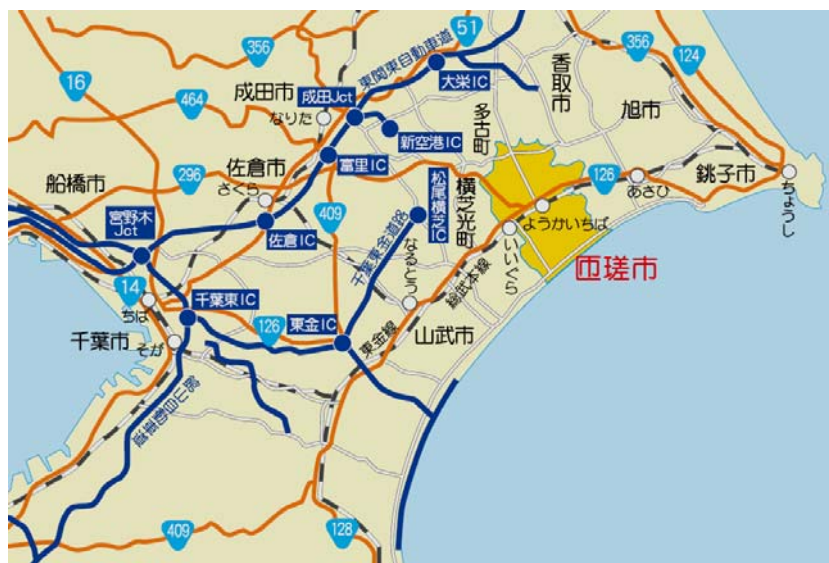 51
356
東関東自動車道
356
124
16
大栄IC
香取市
成田市
成田Jct
464
なりた
多古町
旭市
新空港IC
佐倉市
富里IC
船橋市
296
さくら
松尾横芝IC
横芝光町
126
あさひ
銚子市
409
ようかいちば
ちょうし
宮野木
Jct
佐倉IC
千葉東金道路
なるとう
いいぐら
総武本線
匝瑳市
14
千葉東IC
ちば
126
東金IC
東金線
山武市
千葉市
そが
館山自動車道
409
128